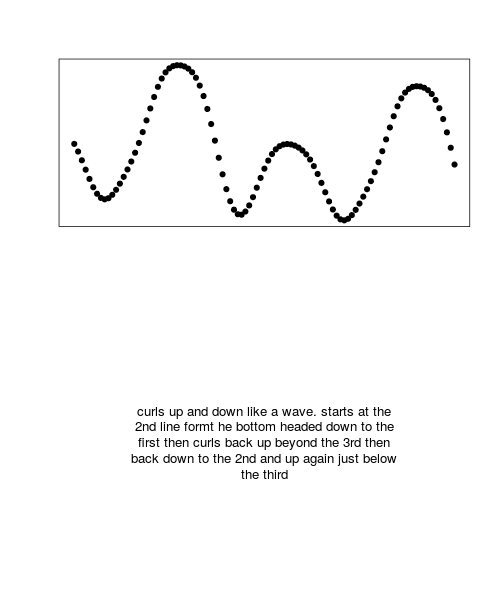 curls up and down like a wave. starts at the
2nd line formt he bottom headed down to the
first then curls back up beyond the 3rd then
back down to the 2nd and up again just below
the third